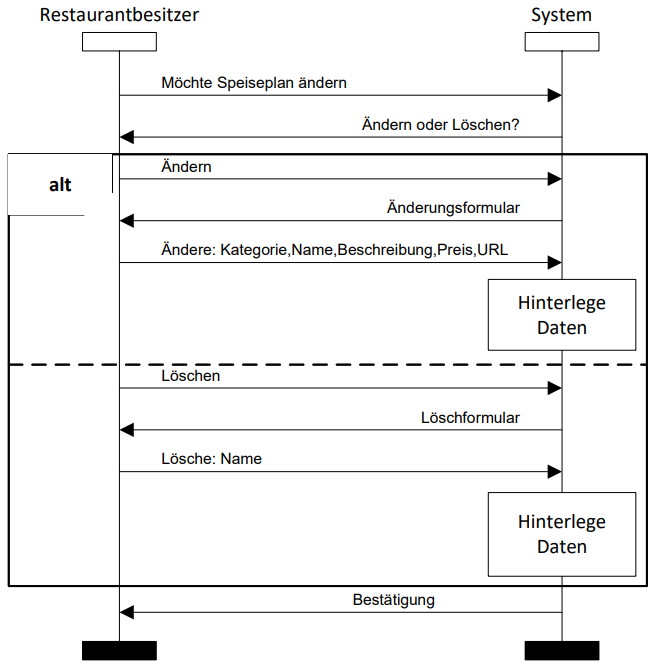 Restaurantbesitzer
System
Möchte Speiseplan ändern
Ändern oder Löschen?
alt
Ändern
Änderungsformular
Ändere: Kategorie,Name,Beschreibung,Preis,URL
Hinterlege
Daten
Löschen
Löschformular
Lösche: Name
Hinterlege
Daten
Bestätigung